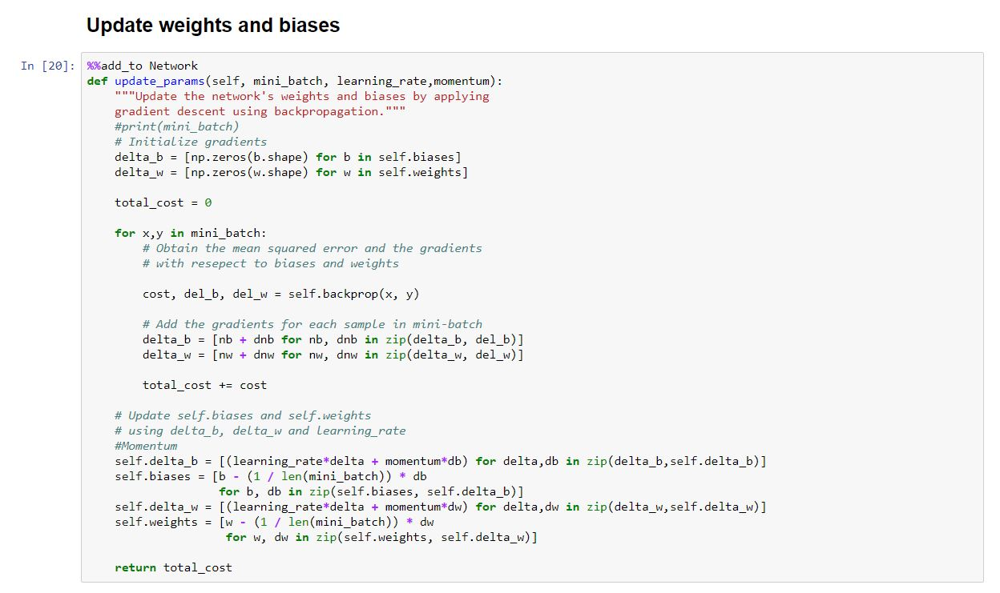 Update weights and biases
In [20]: %%add_to Network
def update_params(self, mini_batch, learning_rate,momentum):
    """Update the network's weights and biases by applying
    gradient descent using backpropagation."""
    #print(mini_batch)
    # Initialize gradients
    delta_b = [np.zeros(b.shape) for b in self.biases]
    delta_w = [np.zeros(w.shape) for w in self.weights]

    total_cost = 0

    for x,y in mini_batch:
        # Obtain the mean squared error and the gradients
        # with resepect to biases and weights

        cost, del_b, del_w = self.backprop(x, y)

        # Add the gradients for each sample in mini-batch
        delta_b = [nb + dnb for nb, dnb in zip(delta_b, del_b)]
        delta_w = [nw + dnw for nw, dnw in zip(delta_w, del_w)]

        total_cost += cost

    # Update self.biases and self.weights
    # using delta_b, delta_w and learning_rate
    #Momentum
    self.delta_b = [(learning_rate*delta + momentum*db) for delta,db in zip(delta_b,self.delta_b)]
    self.biases = [b - (1 / len(mini_batch)) * db
                   for b, db in zip(self.biases, self.delta_b)]
    self.delta_w = [(learning_rate*delta + momentum*dw) for delta,dw in zip(delta_w,self.delta_w)]
    self.weights = [w - (1 / len(mini_batch)) * dw
                    for w, dw in zip(self.weights, self.delta_w)]

    return total_cost